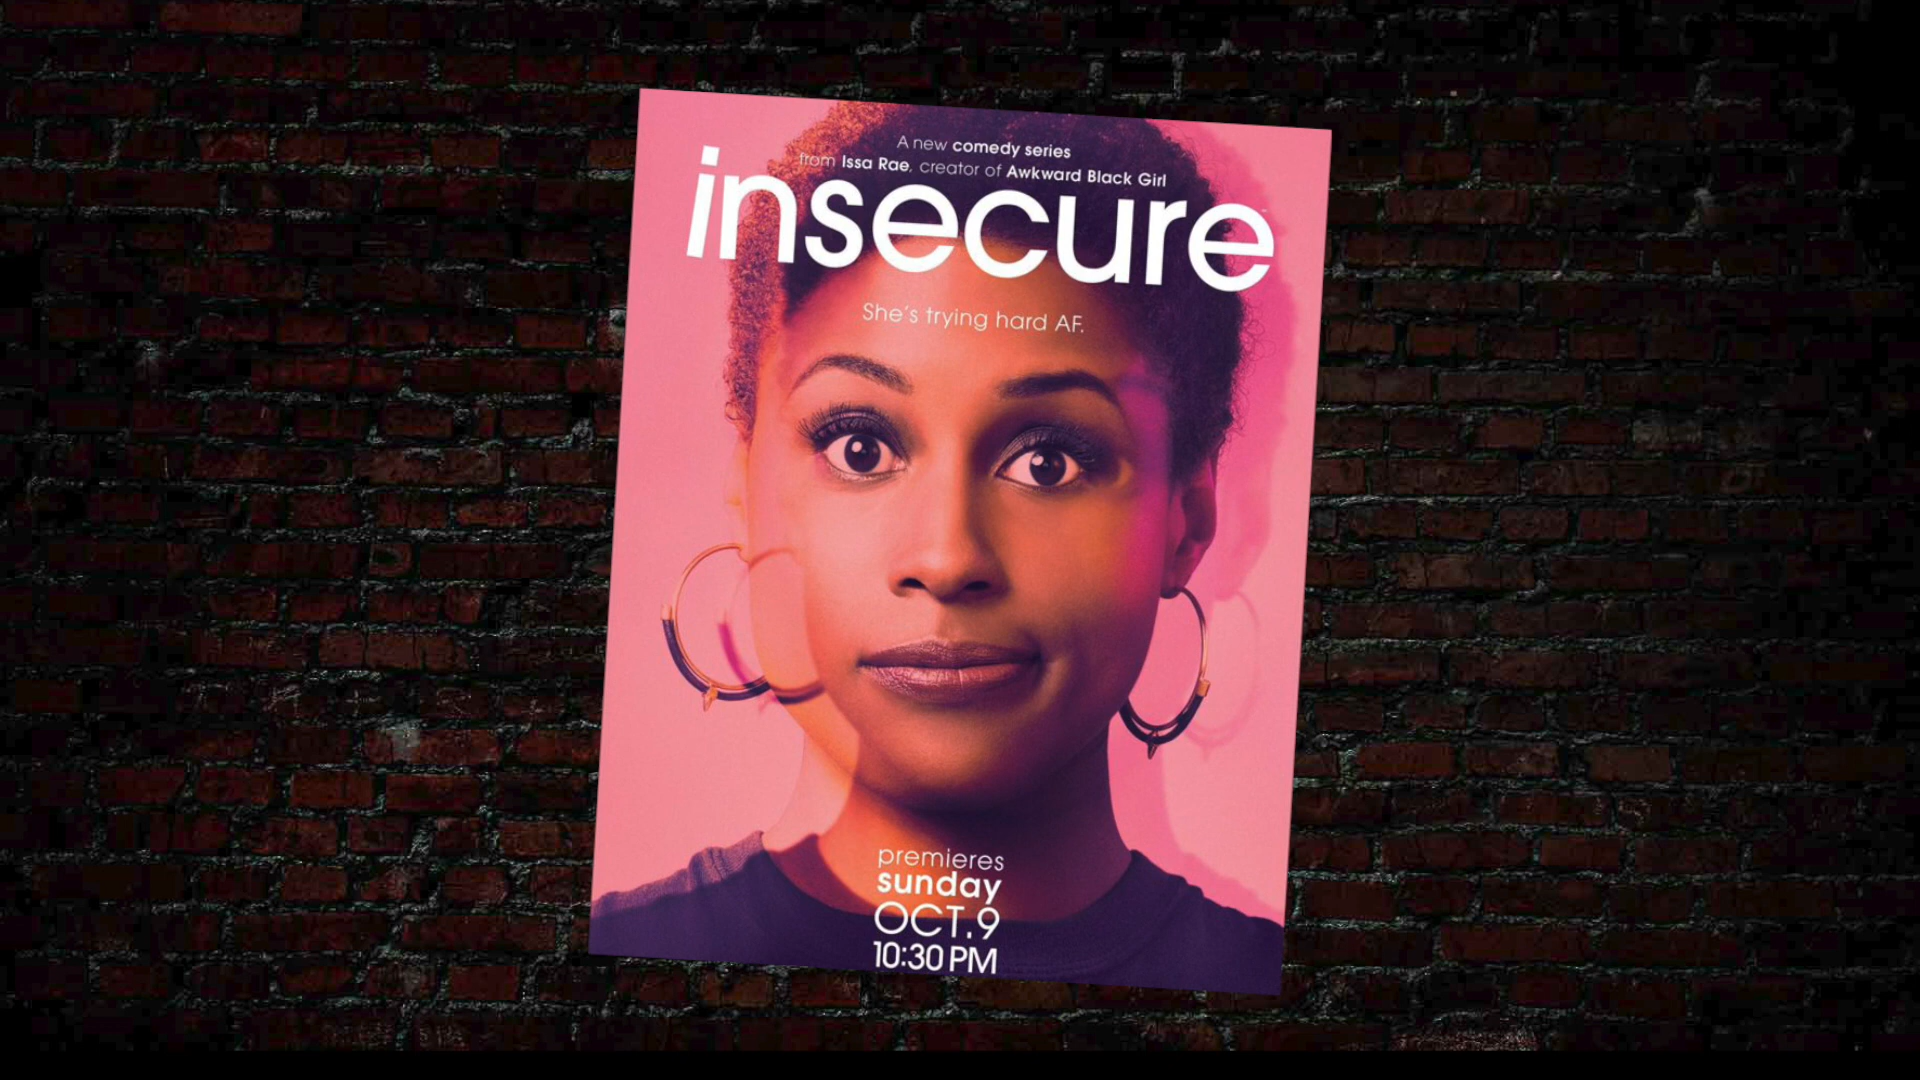 A new comedy series
from Issa Rae, creator of Awkward Black Girl
insecure
She's trying hard AF.
premieres
sunday
OCT.9
10:30 PM